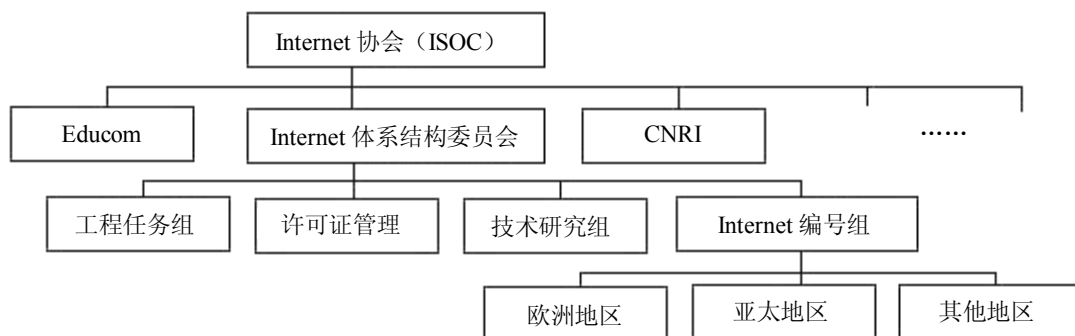 Internet 协会（ISOC）
Educom
Internet 体系结构委员会
CNRI
……
工程任务组
许可证管理
技术研究组
Internet 编号组
欧洲地区
亚太地区
其他地区